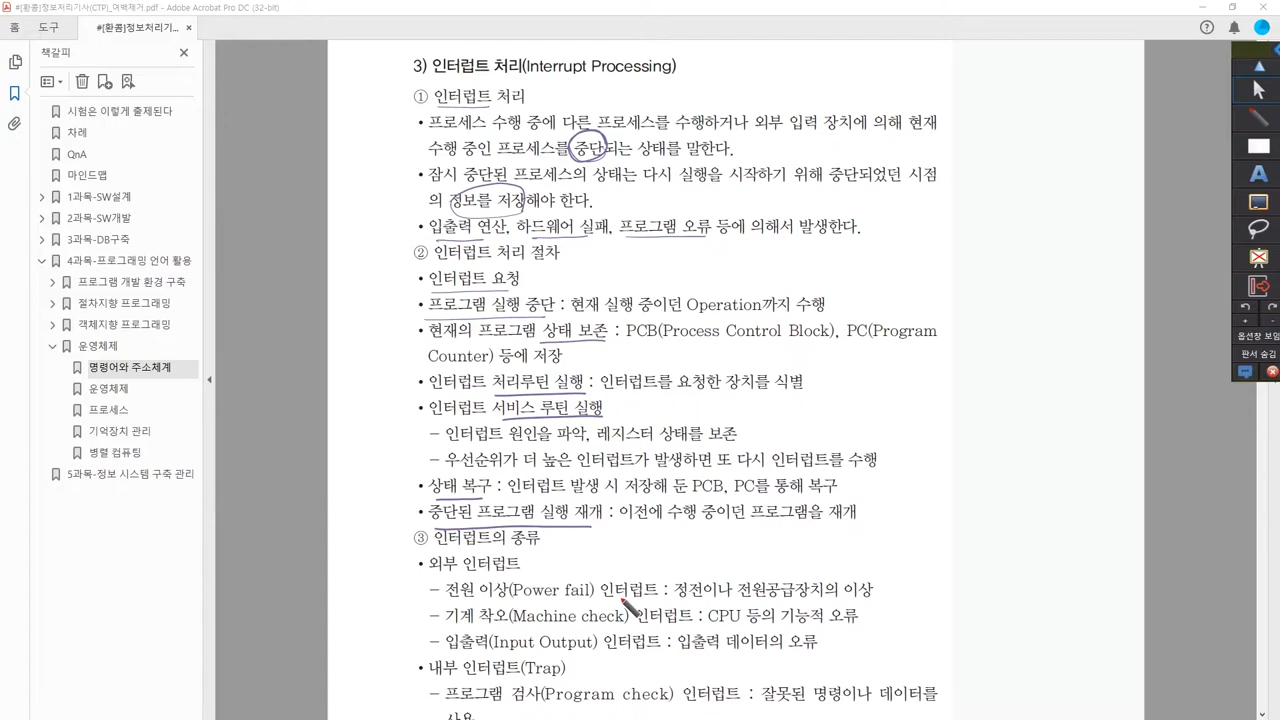 #[환콤]정보처리기사(CTP)_여백제거.pdf - Adobe Acrobat Pro DC (32-bit)
홈
도구
#[환콤]정보처리기...
책갈피
시험은 이렇게 출제된다
차례
QnA
마인드맵
1과목-SW설계
2과목-SW개발
3과목-DB구축
4과목-프로그래밍 언어 활용
프로그램 개발 환경 구축
절차지향 프로그래밍
객체지향 프로그래밍
운영체제
명령어와 주소체계
운영체제
프로세스
기억장치 관리
병렬 컴퓨팅
5과목-정보 시스템 구축 관리
3) 인터럽트 처리(Interrupt Processing)
① 인터럽트 처리
• 프로세스 수행 중에 다른 프로세스를 수행하거나 외부 입력 장치에 의해 현재
수행 중인 프로세스를 중단되는 상태를 말한다.
• 잠시 중단된 프로세스의 상태는 다시 실행을 시작하기 위해 중단되었던 시점
의 정보를 저장해야 한다.
• 입출력 연산, 하드웨어 실패, 프로그램 오류 등에 의해서 발생한다.
② 인터럽트 처리 절차
• 인터럽트 요청
• 프로그램 실행 중단 : 현재 실행 중이던 Operation까지 수행
• 현재의 프로그램 상태 보존 : PCB(Process Control Block), PC(Program
Counter) 등에 저장
• 인터럽트 처리루틴 실행 : 인터럽트를 요청한 장치를 식별
• 인터럽트 서비스 루틴 실행
– 인터럽트 원인을 파악, 레지스터 상태를 보존
– 우선순위가 더 높은 인터럽트가 발생하면 또 다시 인터럽트를 수행
• 상태 복구 : 인터럽트 발생 시 저장해 둔 PCB, PC를 통해 복구
• 중단된 프로그램 실행 재개 : 이전에 수행 중이던 프로그램을 재개
③ 인터럽트의 종류
• 외부 인터럽트
– 전원 이상(Power fail) 인터럽트 : 정전이나 전원공급장치의 이상
– 기계 착오(Machine check) 인터럽트 : CPU 등의 기능적 오류
– 입출력(Input Output) 인터럽트 : 입출력 데이터의 오류
• 내부 인터럽트(Trap)
– 프로그램 검사(Program check) 인터럽트 : 잘못된 명령이나 데이터를
사용
옵션창 보임
판서 숨김